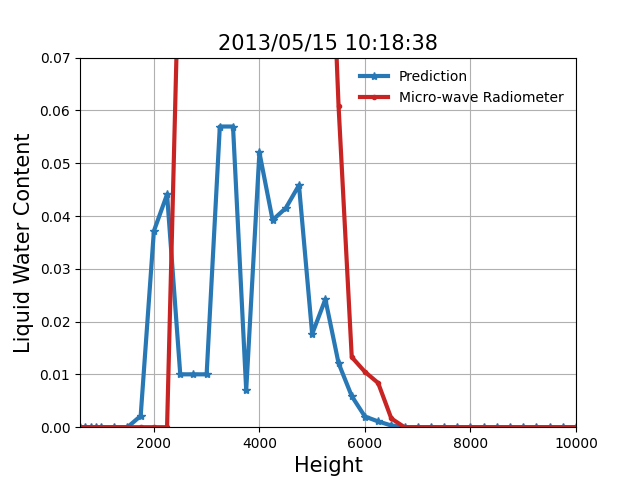 2013/05/15 10:18:38
0.07
0.06
0.05
0.04
0.03
0.02
0.01
0.00
Liquid Water Content
Prediction
Micro-wave Radiometer
2000 4000 6000 8000 10000
Height